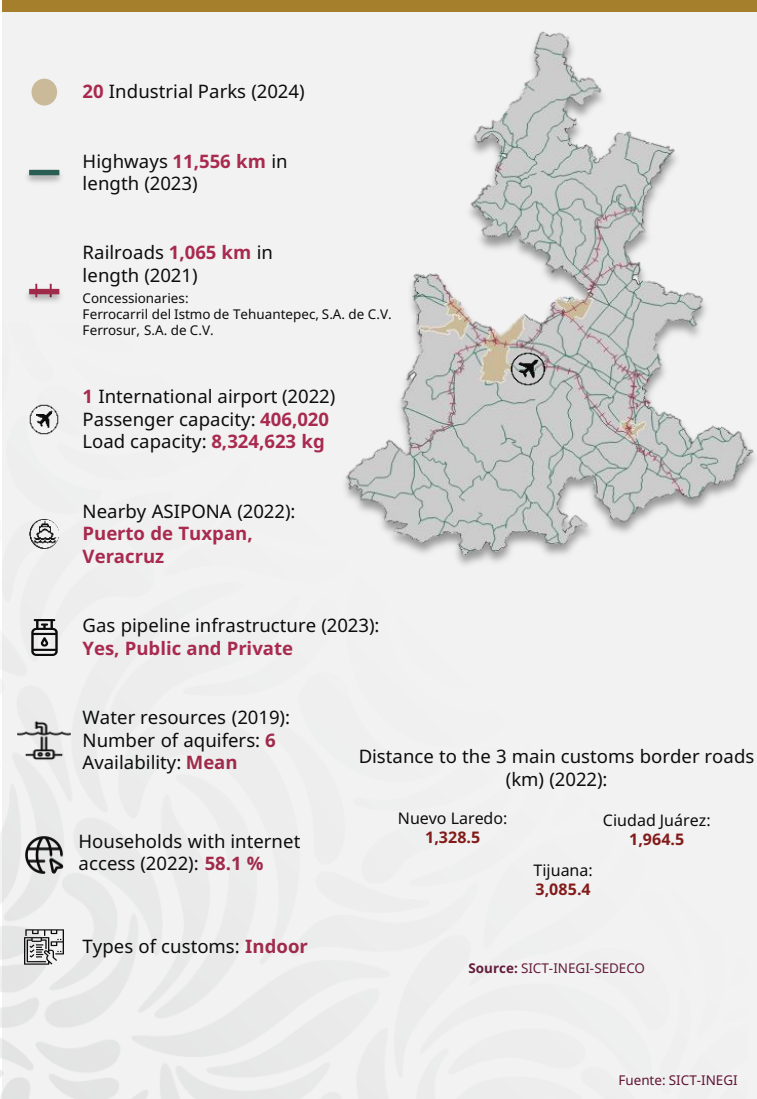 20 Industrial Parks (2024)
Highways 11,556 km in
length (2023)
Railroads 1,065 km in
length (2021)
Concessionaries:
Ferrocarril del Istmo de Tehuantepec, S.A. de C.V.
Ferrosur, S.A. de C.V.
1 International airport (2022)
Passenger capacity: 406,020
Load capacity: 8,324,623 kg
Nearby ASIPONA (2022):
Puerto de Tuxpan,
Veracruz
Gas pipeline infrastructure (2023):
Yes, Public and Private
Water resources (2019):
Number of aquifers: 6
Availability: Mean
Households with internet
access (2022): 58.1 %
Types of customs: Indoor
Distance to the 3 main customs border roads
(km) (2022):
Nuevo Laredo:
1,328.5
Ciudad Juárez:
1,964.5
Tijuana:
3,085.4
Source: SICT-INEGI-SEDECO
Fuente: SICT-INEGI